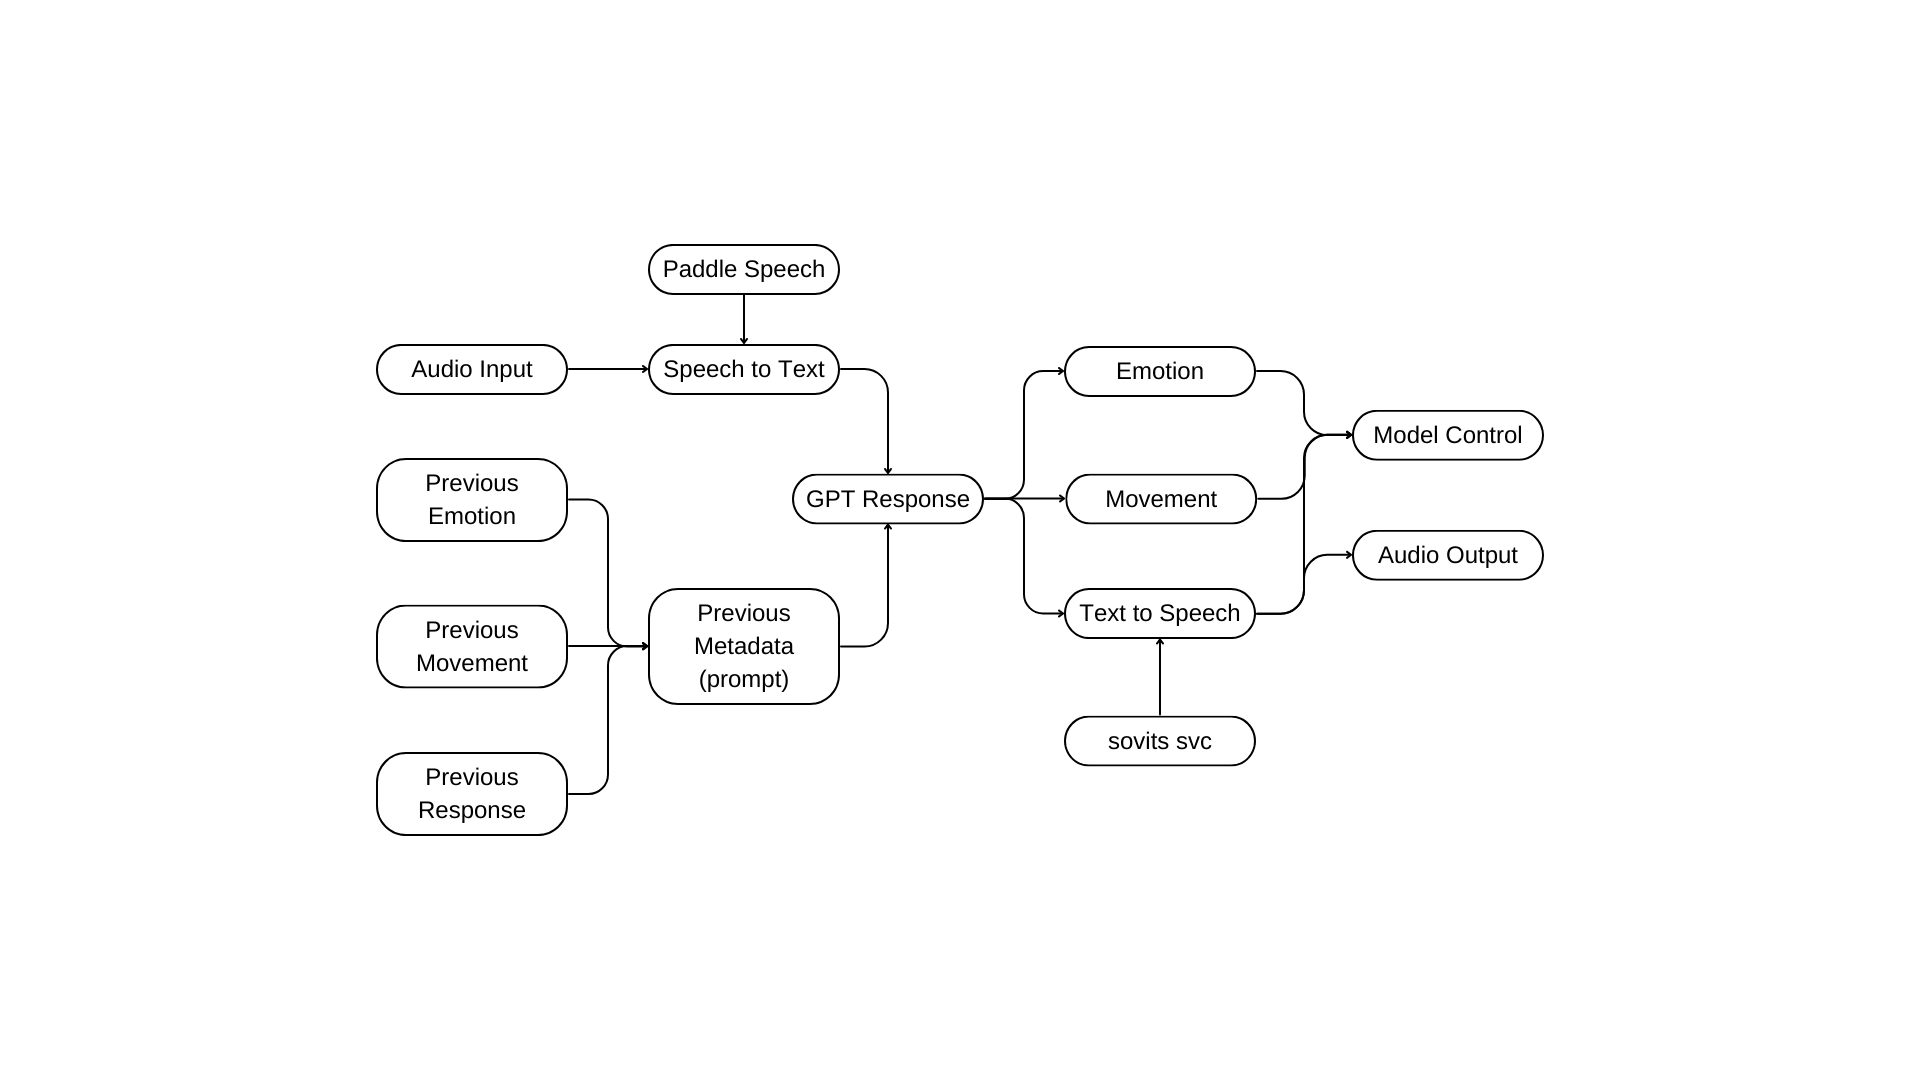 Paddle Speech
Audio Input
Speech to Text
Previous
Emotion
Previous
Movement
Previous
Response
Previous
Metadata
(prompt)
GPT Response
Emotion
Movement
Text to Speech
sovits svc
Model Control
Audio Output